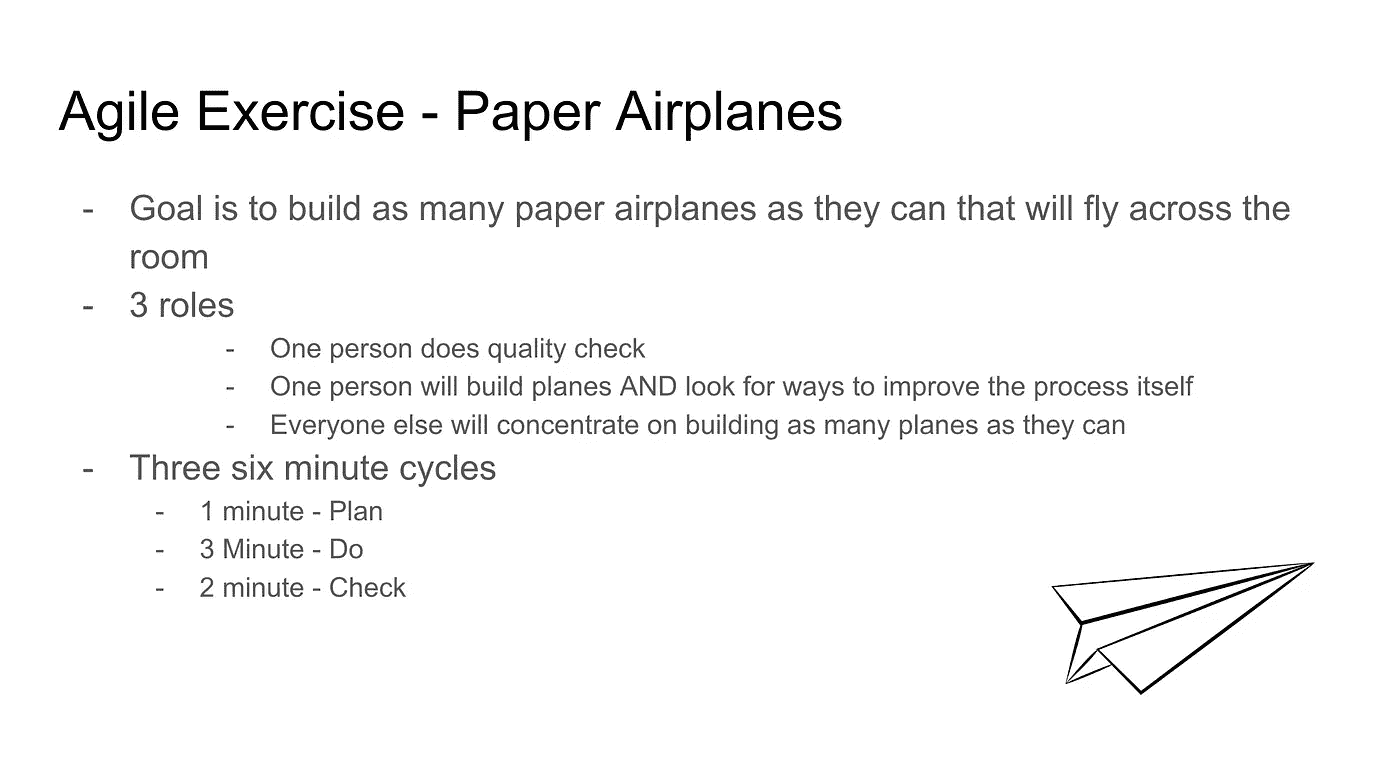 Agile Exercise - Paper Airplanes
- Goal is to build as many paper airplanes as they can that will fly across the
room
- 3 roles
- One person does quality check
- One person will build planes AND look for ways to improve the process itself
- Everyone else will concentrate on building as many planes as they can
- Three six minute cycles
- 1 minute - Plan
- 3 Minute - Do
- 2 minute - Check